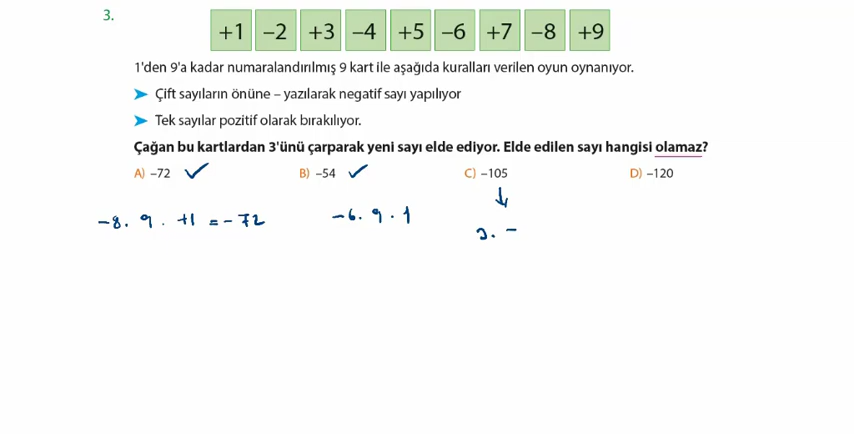 3.
+1 −2 +3 −4 +5 −6 +7 −8 +9
1'den 9'a kadar numaralandırılmış 9 kart ile aşağıda kuralları verilen oyun oynanıyor.
➤ Çift sayıların önüne – yazılarak negatif sayı yapılıyor
➤ Tek sayılar pozitif olarak bırakılıyor.
Çağan bu kartlardan 3'ünü çarparak yeni sayı elde ediyor. Elde edilen sayı hangisi olamaz?
A) –72 ✓ B) –54 ✓ C) –105 D) –120
-8 . 9 . +1 = -72 -6 . 9 . 1
3 .